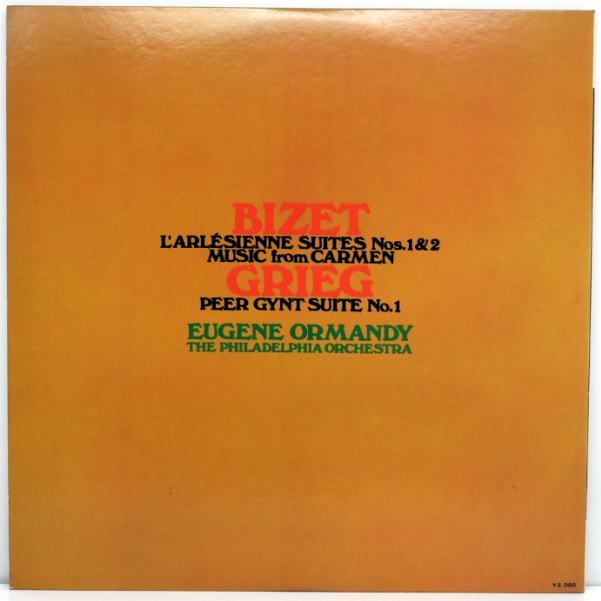 BIZET
L'ARLÉSIENNE SUITES Nos.1&2
MUSIC from CARMEN
GRIEG
PEER GYNT SUITE No.1
EUGENE ORMANDY
THE PHILADELPHIA ORCHESTRA
¥2,000